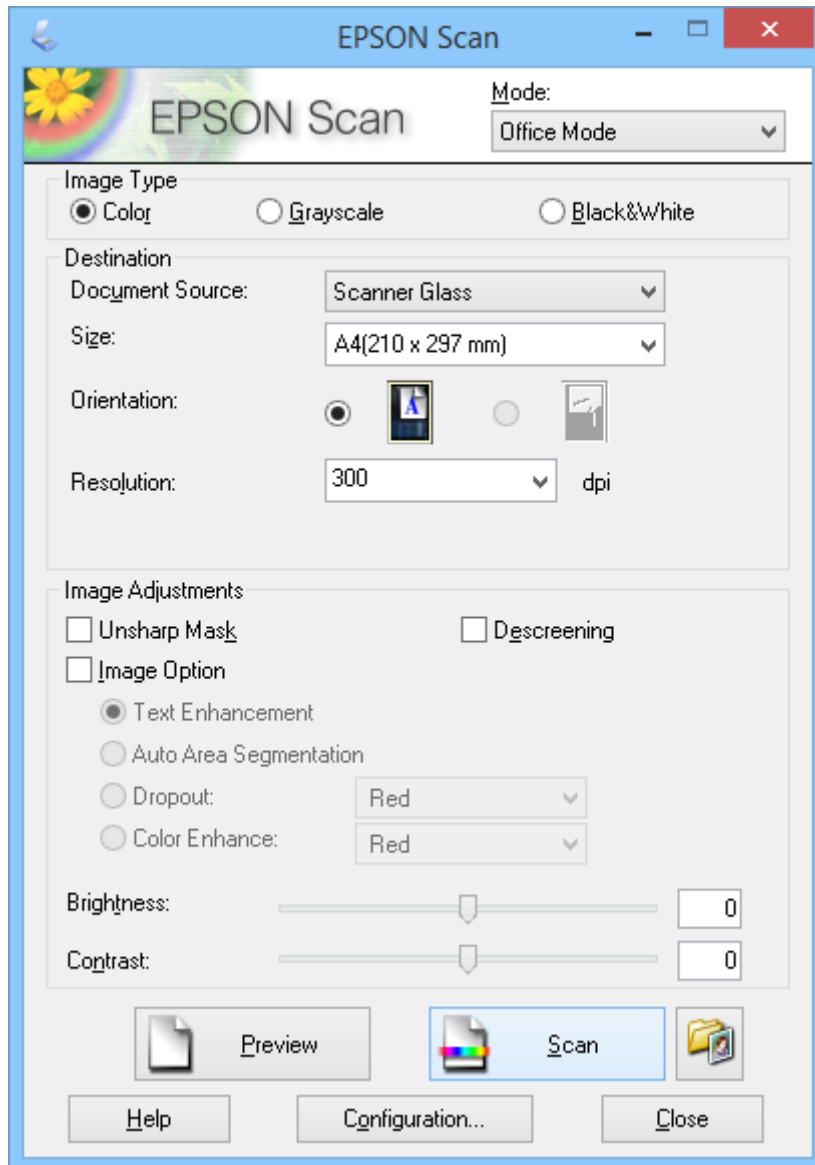 EPSON Scan
EPSON Scan
Mode:
Office Mode
Image Type
Color
Grayscale
Black&White
Destination
Document Source:
Scanner Glass
Size:
A4(210 x 297 mm)
Orientation:
A
Resolution:
300
dpi
Image Adjustments
Unsharp Mask
Descreening
Image Option
Text Enhancement
Auto Area Segmentation
Dropout:
Red
Color Enhance:
Red
Brightness:
0
Contrast:
0
Preview
Scan
Help
Configuration...
Close